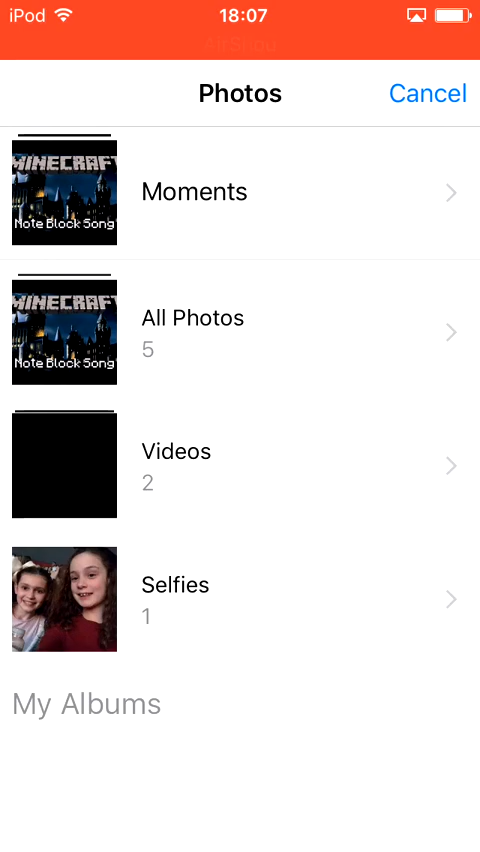 iPod 18:07
AirShou
Photos
Cancel
MINECRAFT
Note Block Song
Moments
MINECRAFT
Note Block Song
All Photos
5
Videos
2
Selfies
1
My Albums